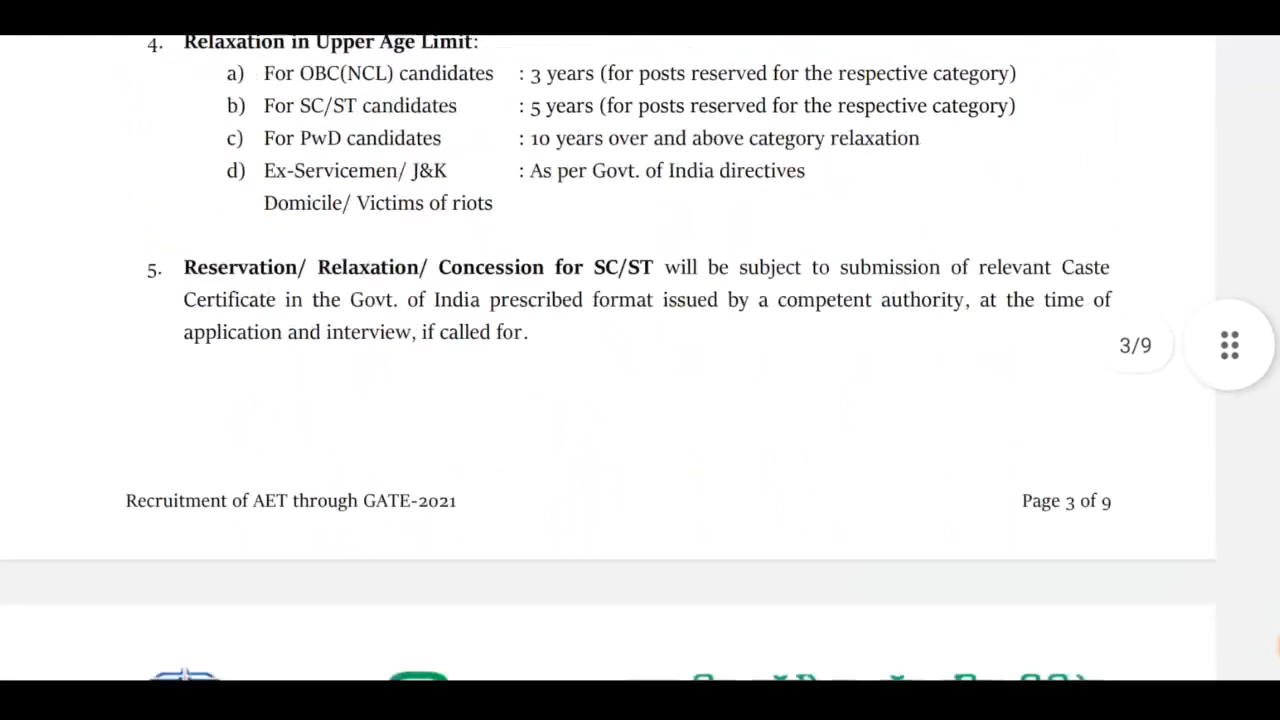 4. Relaxation in Upper Age Limit:
a) For OBC(NCL) candidates : 3 years (for posts reserved for the respective category)
b) For SC/ST candidates : 5 years (for posts reserved for the respective category)
c) For PwD candidates : 10 years over and above category relaxation
d) Ex-Servicemen/ J&K : As per Govt. of India directives
Domicile/ Victims of riots
5. Reservation/ Relaxation/ Concession for SC/ST will be subject to submission of relevant Caste
Certificate in the Govt. of India prescribed format issued by a competent authority, at the time of
application and interview, if called for.
3/9
Recruitment of AET through GATE-2021 Page 3 of 9